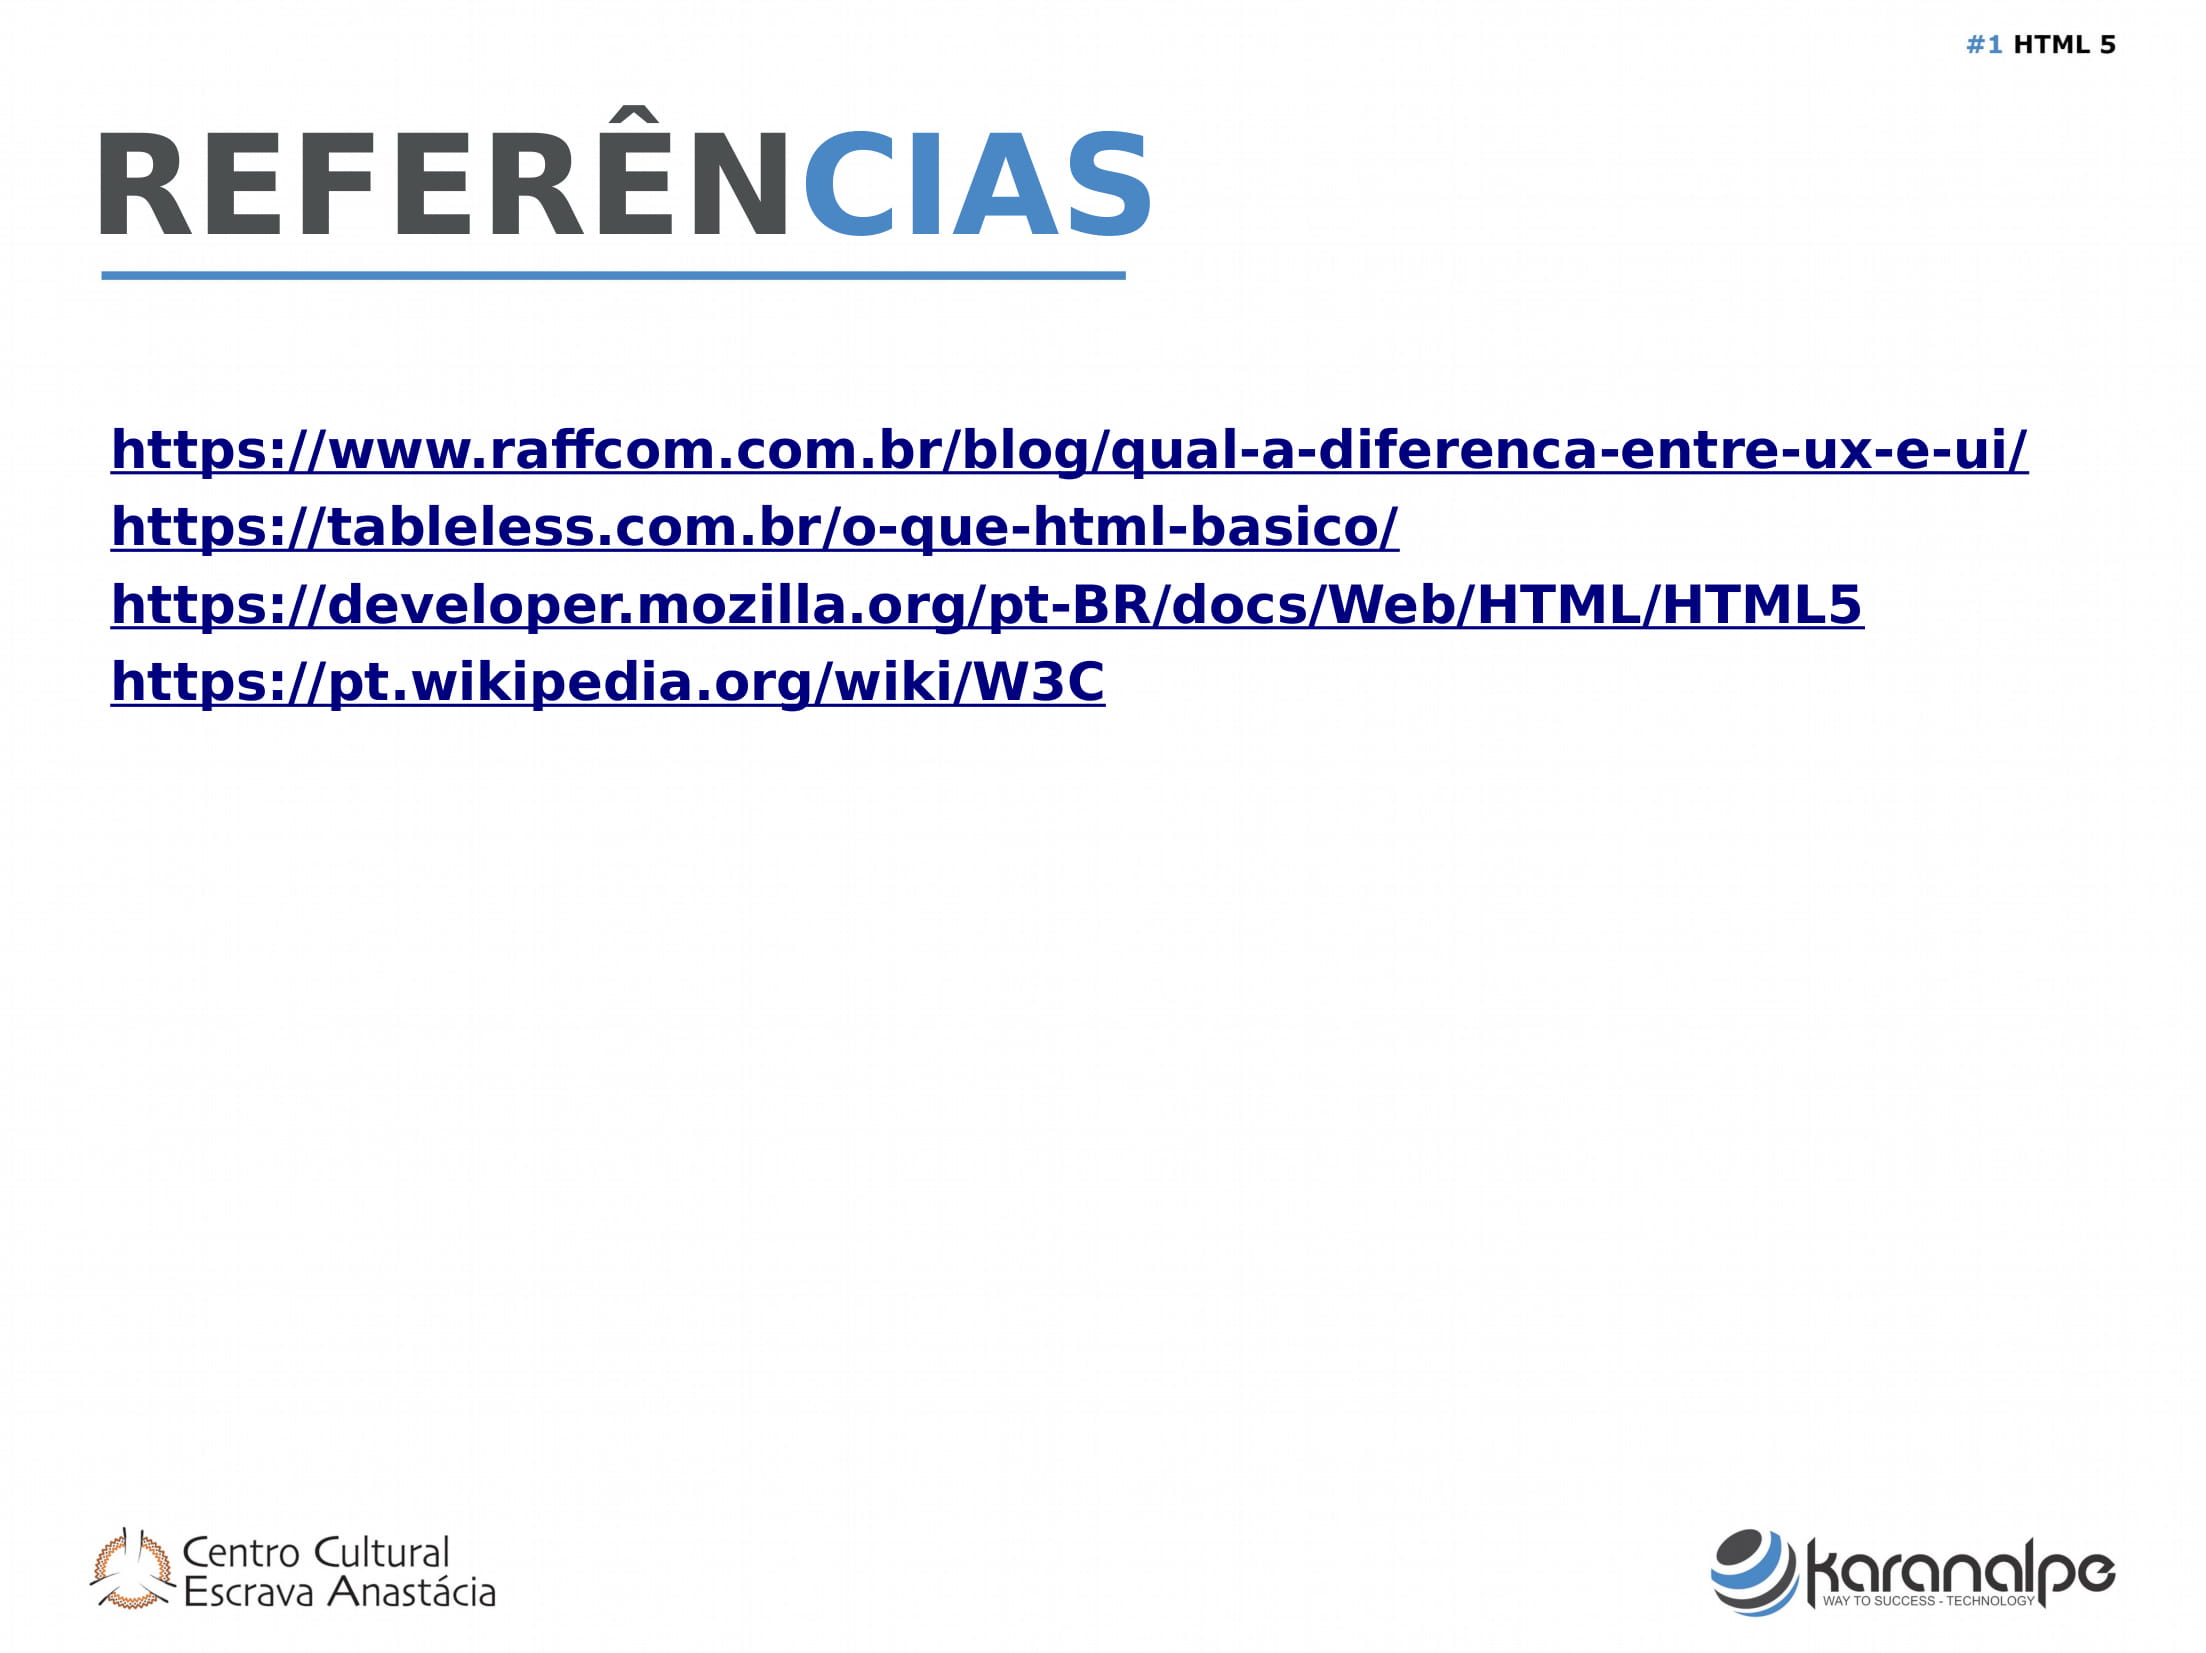 #1 HTML 5
REFERÊNCIAS
https://www.raffcom.com.br/blog/qual-a-diferenca-entre-ux-e-ui/
https://tableless.com.br/o-que-html-basico/
https://developer.mozilla.org/pt-BR/docs/Web/HTML/HTML5
https://pt.wikipedia.org/wiki/W3C
Centro Cultural
Escrava Anastácia
karanalpe
WAY TO SUCCESS - TECHNOLOGY